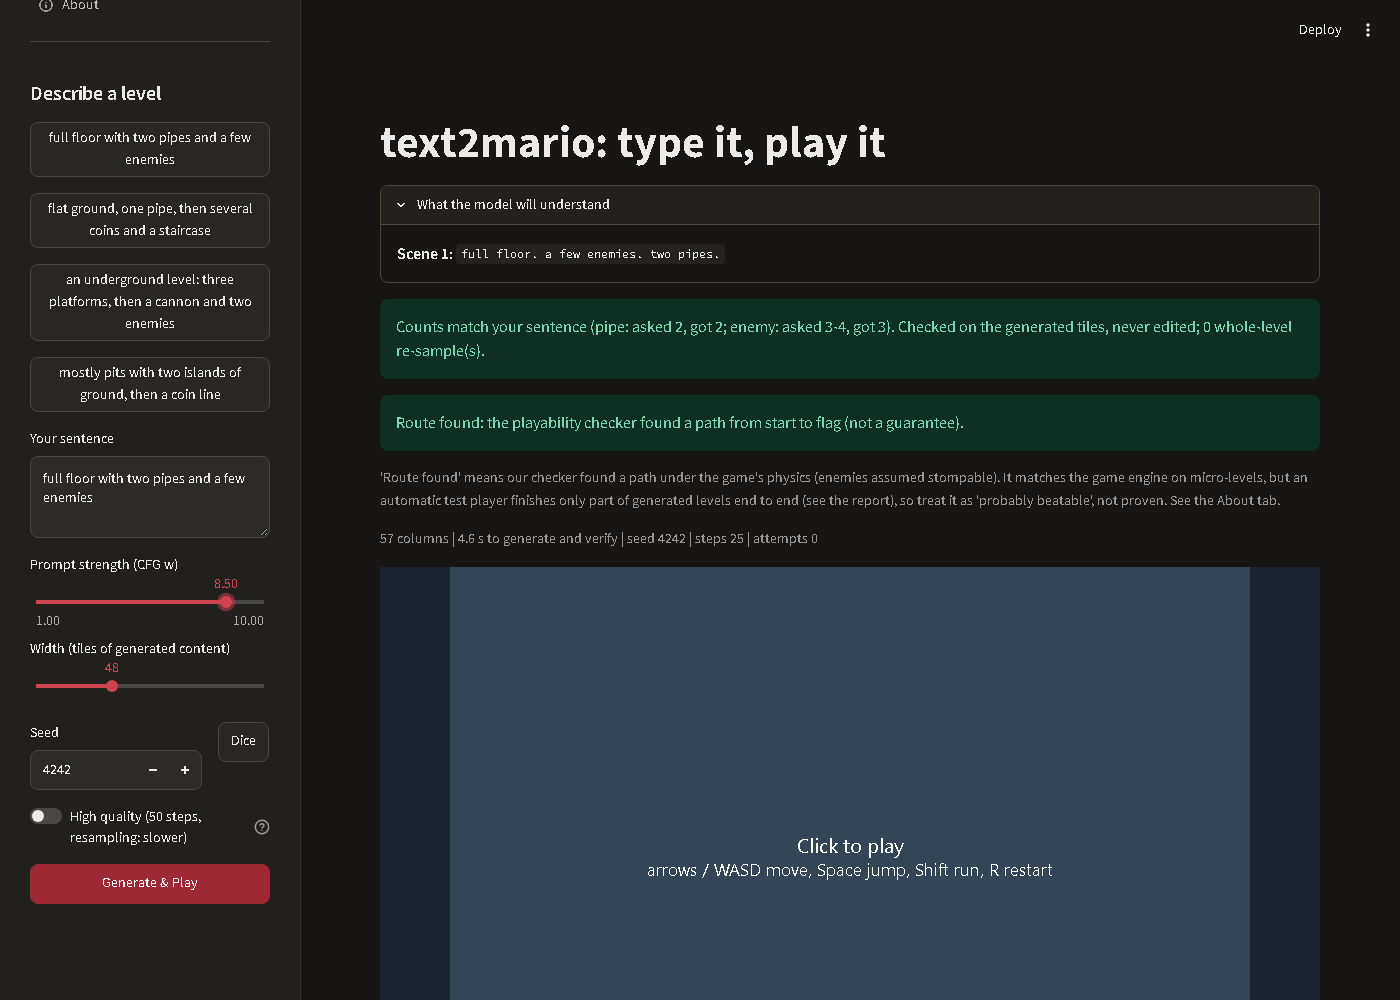 About
Describe a level
full floor with two pipes and a few
enemies
flat ground, one pipe, then several
coins and a staircase
an underground level: three
platforms, then a cannon and two
enemies
mostly pits with two islands of
ground, then a coin line
Your sentence
full floor with two pipes and a few
enemies
Prompt strength (CFG w)
8.50
1.00 10.00
Width (tiles of generated content)
48
Seed
Dice
4242
High quality (50 steps,
resampling; slower)
Generate & Play
Deploy
text2mario: type it, play it
What the model will understand
Scene 1: full floor. a few enemies. two pipes.
Counts match your sentence (pipe: asked 2, got 2; enemy: asked 3-4, got 3). Checked on the generated tiles, never edited; 0 whole-level
re-sample(s).
Route found: the playability checker found a path from start to flag (not a guarantee).
'Route found' means our checker found a path under the game's physics (enemies assumed stompable). It matches the game engine on micro-levels, but an
automatic test player finishes only part of generated levels end to end (see the report), so treat it as 'probably beatable', not proven. See the About tab.
57 columns | 4.6 s to generate and verify | seed 4242 | steps 25 | attempts 0
Click to play
arrows / WASD move, Space jump, Shift run, R restart